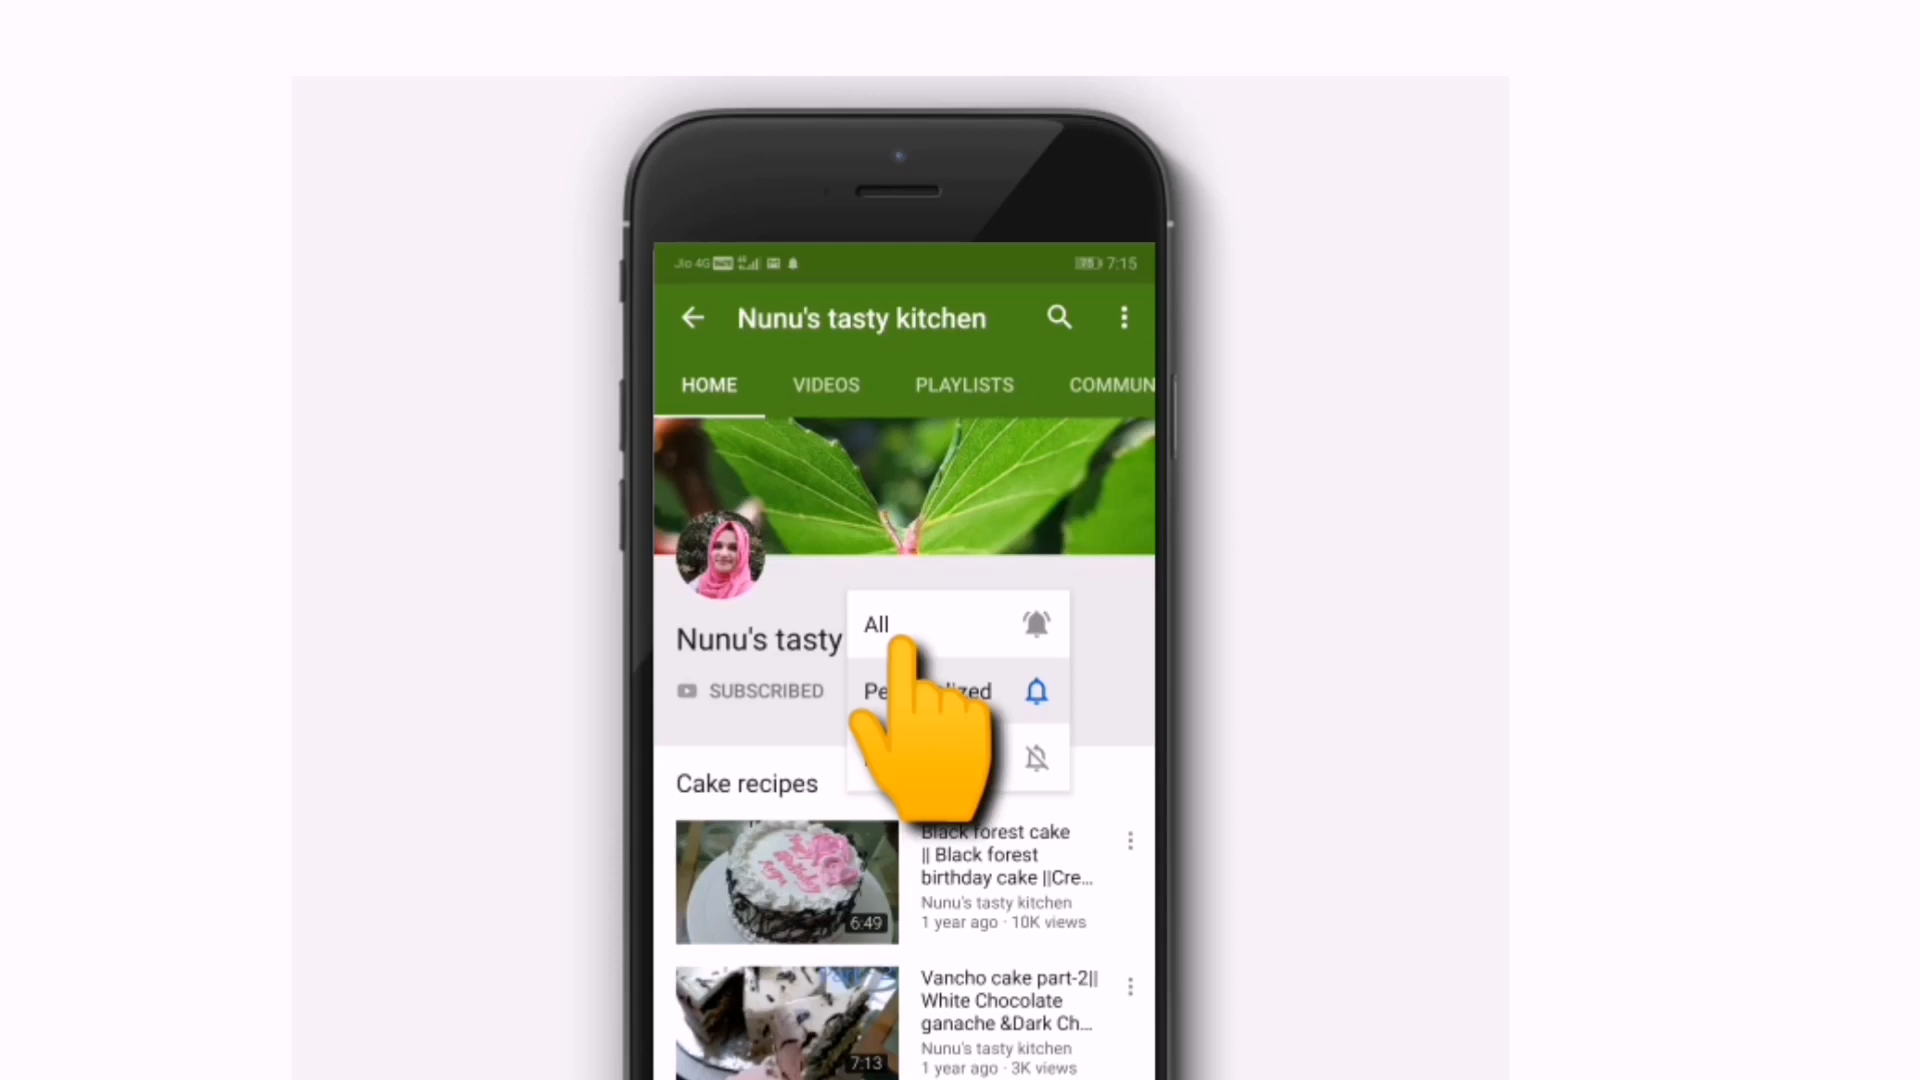 Jio 4G
7:15
Nunu's tasty kitchen
HOME VIDEOS PLAYLISTS COMMUN
Nunu's tasty
SUBSCRIBED
All
Cake recipes
6:49
Black forest cake
|| Black forest
birthday cake ||Cre...
Nunu's tasty kitchen
1 year ago · 10K views
7:13
Vancho cake part-2||
White Chocolate
ganache &Dark Ch...
Nunu's tasty kitchen
1 year ago · 3K views